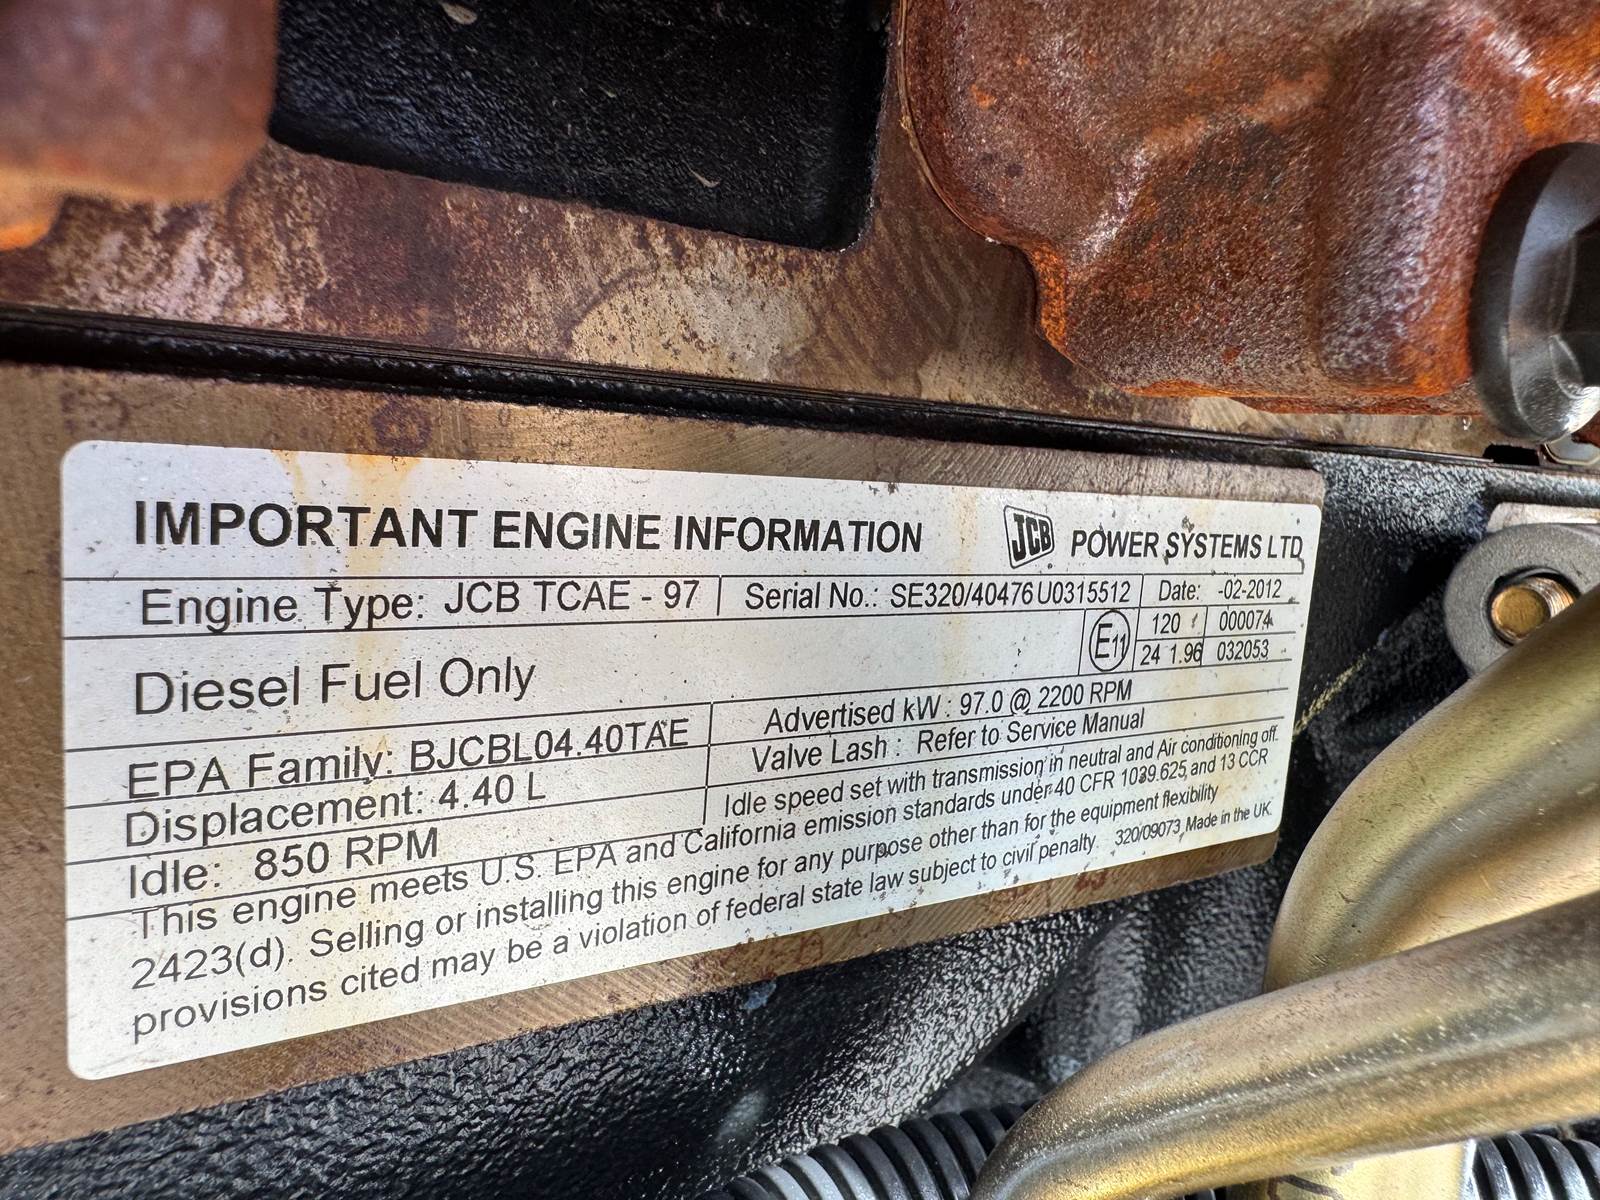 IMPORTANT ENGINE INFORMATION JCB POWER SYSTEMS LTD
Engine Type: JCB TCAE - 97 Serial No.: SE320/40476U0315512 Date: -02-2012
E11 120 000074
24 1.96 032053
Diesel Fuel Only
EPA Family: BJCBL04.40TAE Advertised kW : 97.0 @ 2200 RPM
Displacement: 4.40 L Valve Lash : Refer to Service Manual
Idle: 850 RPM Idle speed set with transmission in neutral and Air conditioning off.
This engine meets U.S. EPA and California emission standards under 40 CFR 1039.625 and 13 CCR
2423(d). Selling or installing this engine for any purpose other than for the equipment flexibility
provisions cited may be a violation of federal state law subject to civil penalty 320/09073 Made in the UK.